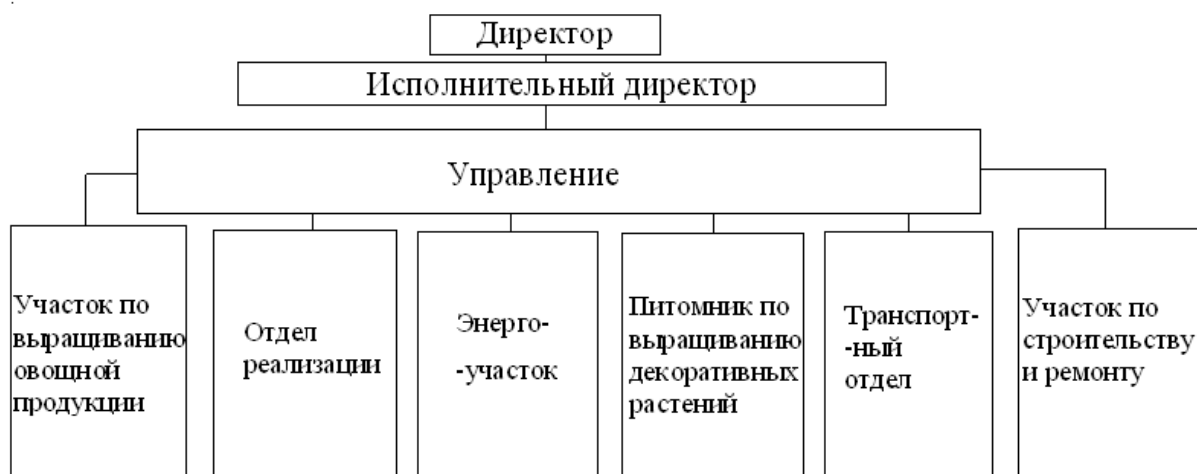 Директор
Исполнительный директор
Управление
Участок по
выращиванию
овощной
продукции
Отдел
реализации
Энерго-
-участок
Питомник по
выращиванию
декоративных
растений
Транспорт-
-ный
отдел
Участок по
строительству
и ремонту